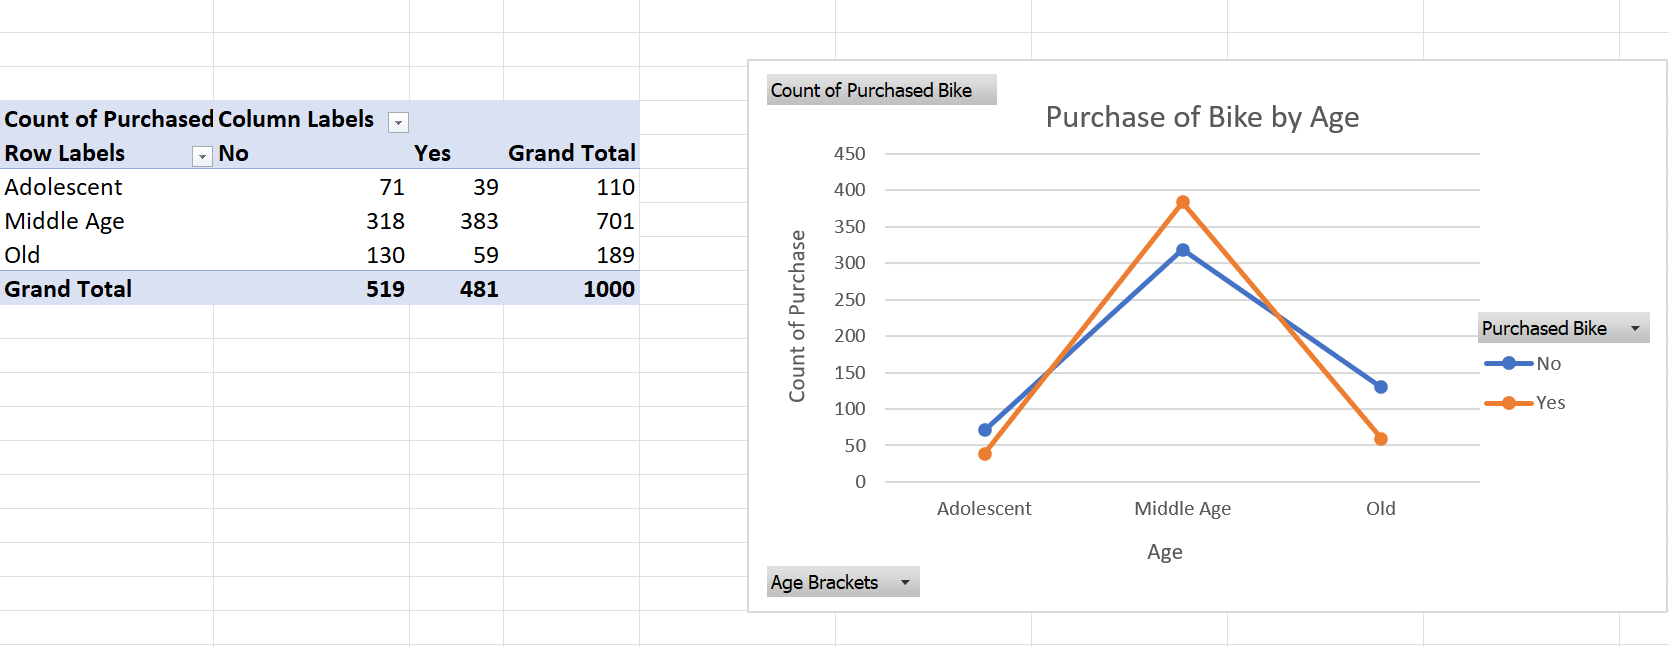 Count of Purchased Column Labels
Row Labels No Yes Grand Total
Adolescent 71 39 110
Middle Age 318 383 701
Old 130 59 189
Grand Total 519 481 1000
Count of Purchased Bike
Purchase of Bike by Age
450
400
350
300
250
200
150
100
50
0
Count of Purchase
Adolescent Middle Age Old
Age
Purchased Bike
No
Yes
Age Brackets